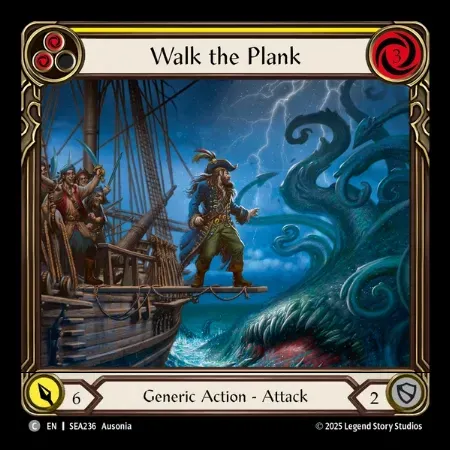 Walk the Plank
3
6
Generic Action - Attack
2
C EN | SEA236 Ausonia
© 2025 Legend Story Studios